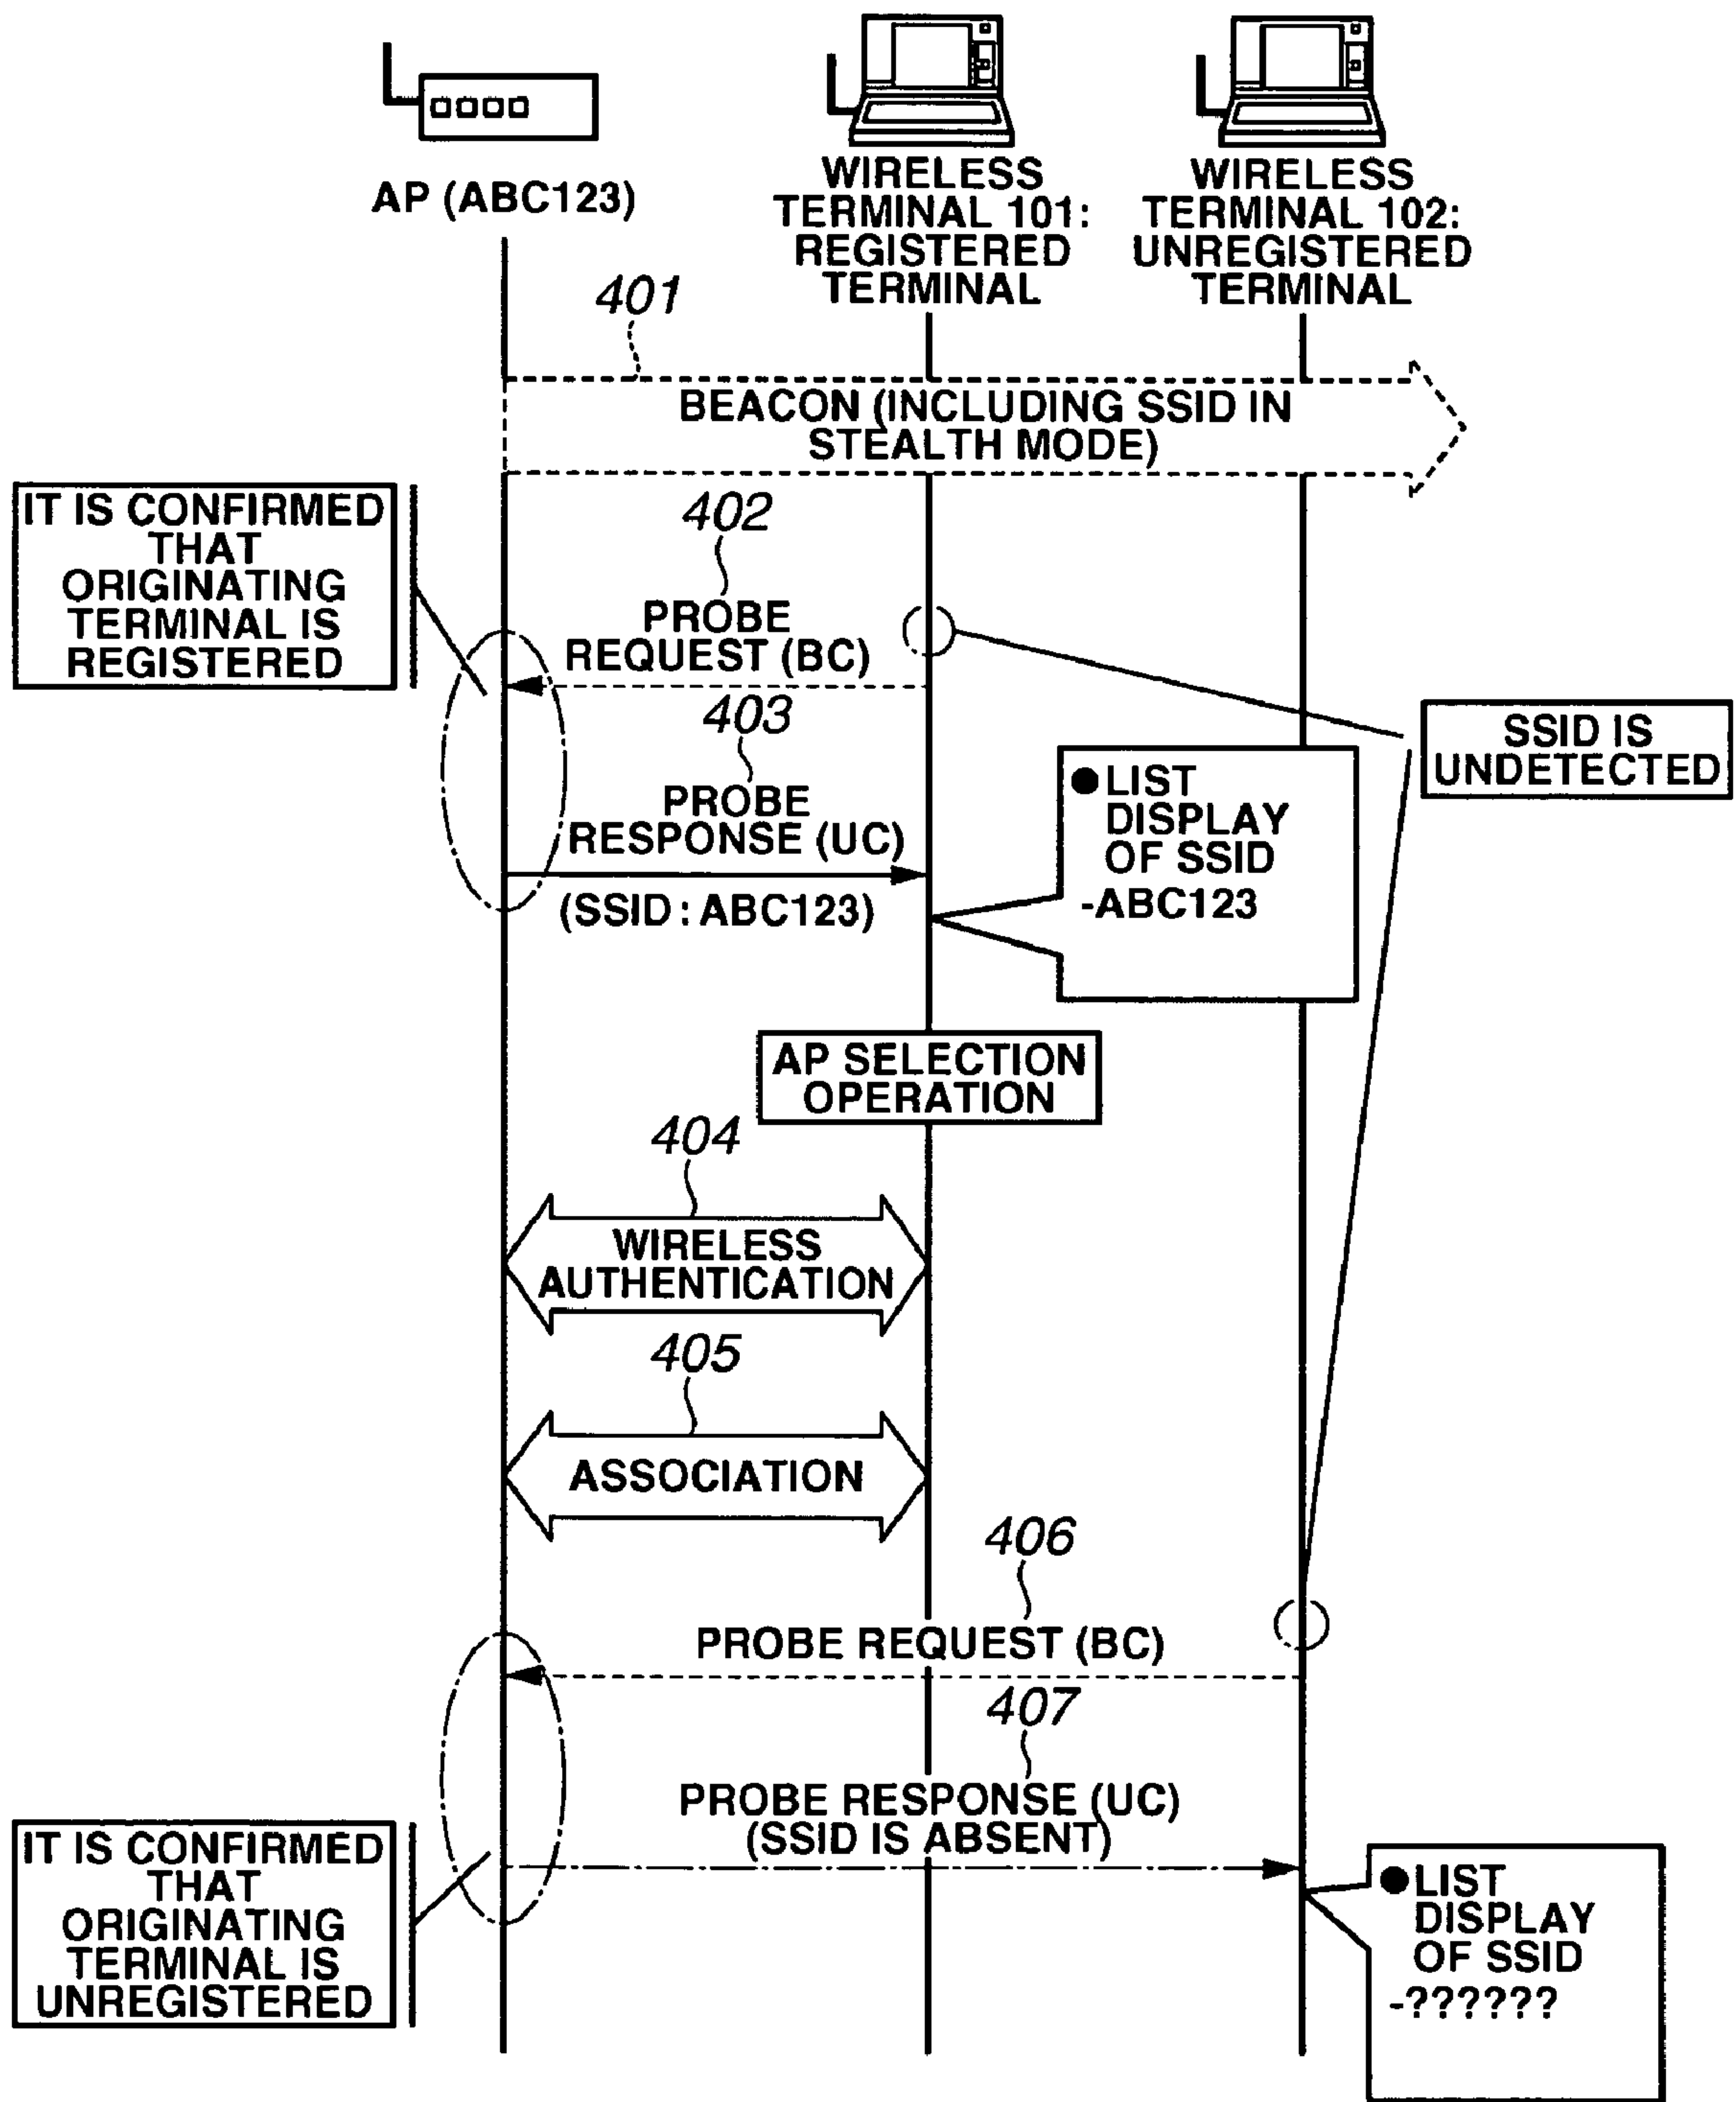 AP (ABC123)
WIRELESS
TERMINAL 101:
REGISTERED
TERMINAL
WIRELESS
TERMINAL 102:
UNREGISTERED
TERMINAL
401
BEACON (INCLUDING SSID IN
STEALTH MODE)
IT IS CONFIRMED
THAT
ORIGINATING
TERMINAL IS
REGISTERED
402
PROBE
REQUEST (BC)
403
PROBE
RESPONSE (UC)
(SSID : ABC123)
SSID IS
UNDETECTED
●LIST
DISPLAY
OF SSID
-ABC123
AP SELECTION
OPERATION
404
WIRELESS
AUTHENTICATION
405
ASSOCIATION
406
PROBE REQUEST (BC)
407
PROBE RESPONSE (UC)
(SSID IS ABSENT)
IT IS CONFIRMED
THAT
ORIGINATING
TERMINAL IS
UNREGISTERED
●LIST
DISPLAY
OF SSID
-??????